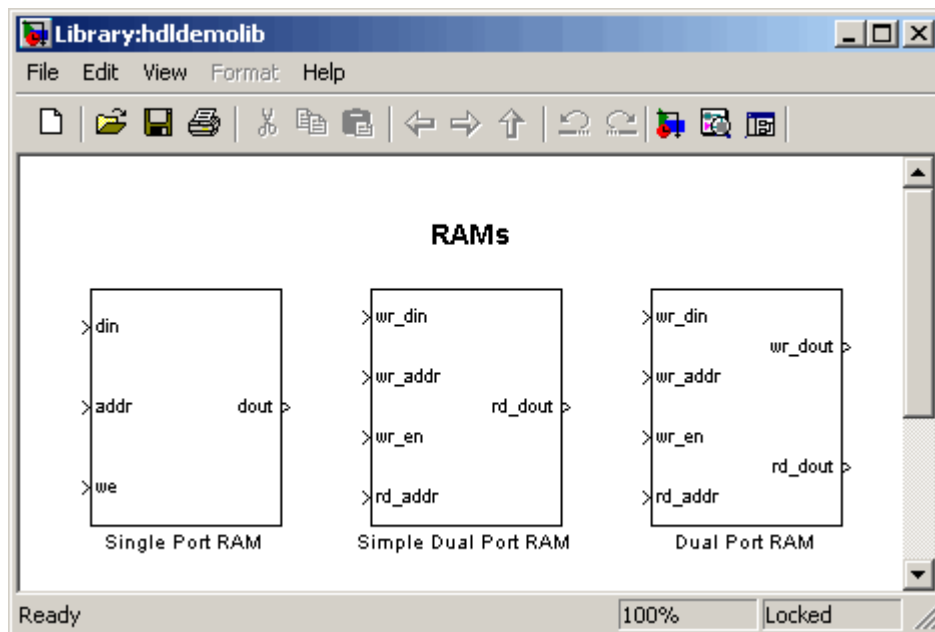 Library:hdldemolib
File Edit View Format Help
RAMs
din
addr
we
dout
Single Port RAM
wr_din
wr_addr
wr_en
rd_addr
rd_dout
Simple Dual Port RAM
wr_din
wr_addr
wr_en
rd_addr
wr_dout
rd_dout
Dual Port RAM
Ready 100% Locked